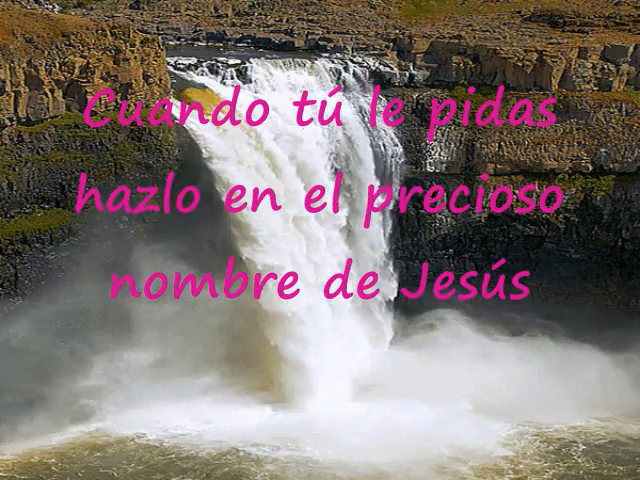 Cuando tú le pidas
hazlo en el precioso
nombre de Jesús